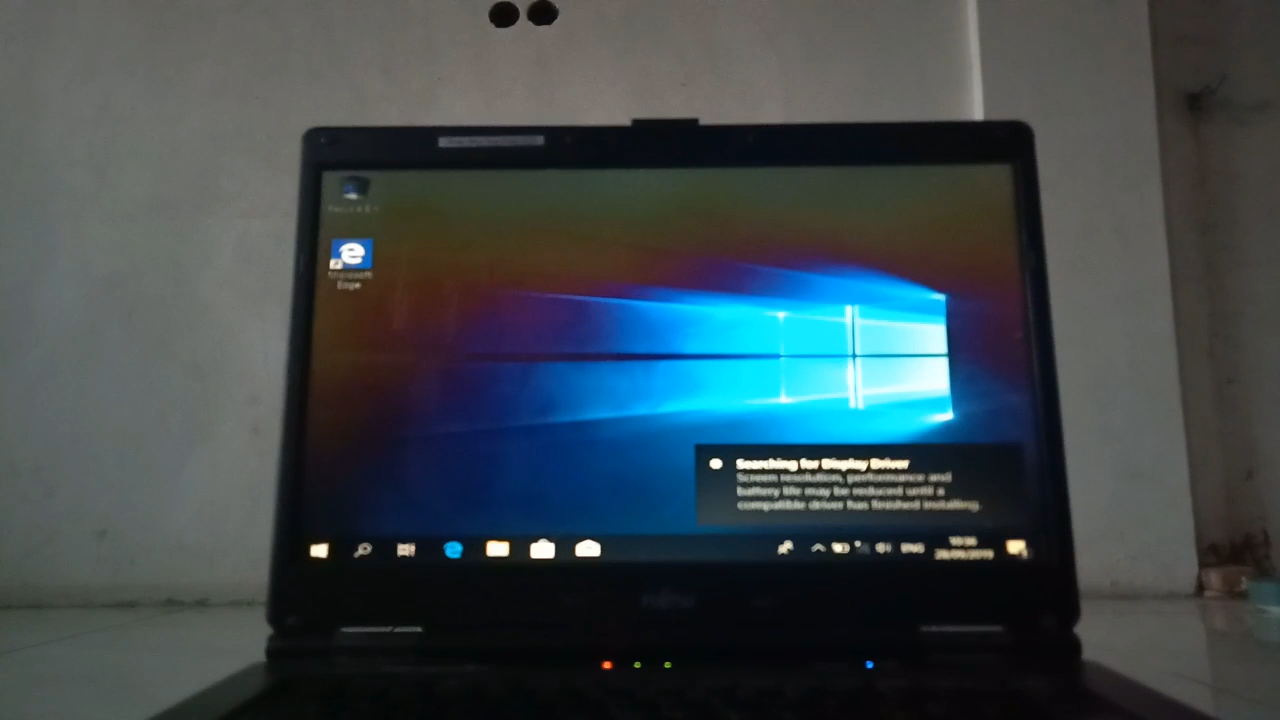 Microsoft
Edge
Searching for Display Driver
Screen resolution, performance and
battery life may be reduced until a
compatible driver has finished installing.
ENG